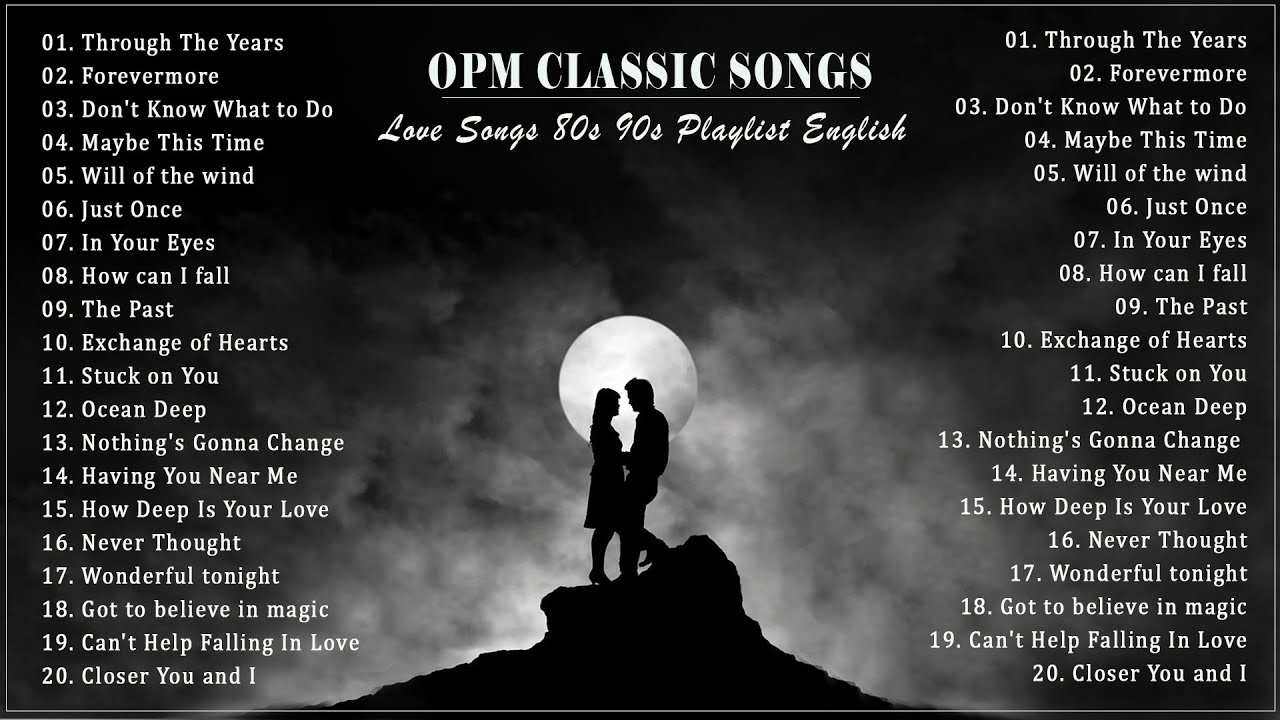 OPM CLASSIC SONGS
Love Songs 80s 90s Playlist English
01. Through The Years
02. Forevermore
03. Don't Know What to Do
04. Maybe This Time
05. Will of the wind
06. Just Once
07. In Your Eyes
08. How can I fall
09. The Past
10. Exchange of Hearts
11. Stuck on You
12. Ocean Deep
13. Nothing's Gonna Change
14. Having You Near Me
15. How Deep Is Your Love
16. Never Thought
17. Wonderful tonight
18. Got to believe in magic
19. Can't Help Falling In Love
20. Closer You and I
01. Through The Years
02. Forevermore
03. Don't Know What to Do
04. Maybe This Time
05. Will of the wind
06. Just Once
07. In Your Eyes
08. How can I fall
09. The Past
10. Exchange of Hearts
11. Stuck on You
12. Ocean Deep
13. Nothing's Gonna Change
14. Having You Near Me
15. How Deep Is Your Love
16. Never Thought
17. Wonderful tonight
18. Got to believe in magic
19. Can't Help Falling In Love
20. Closer You and I